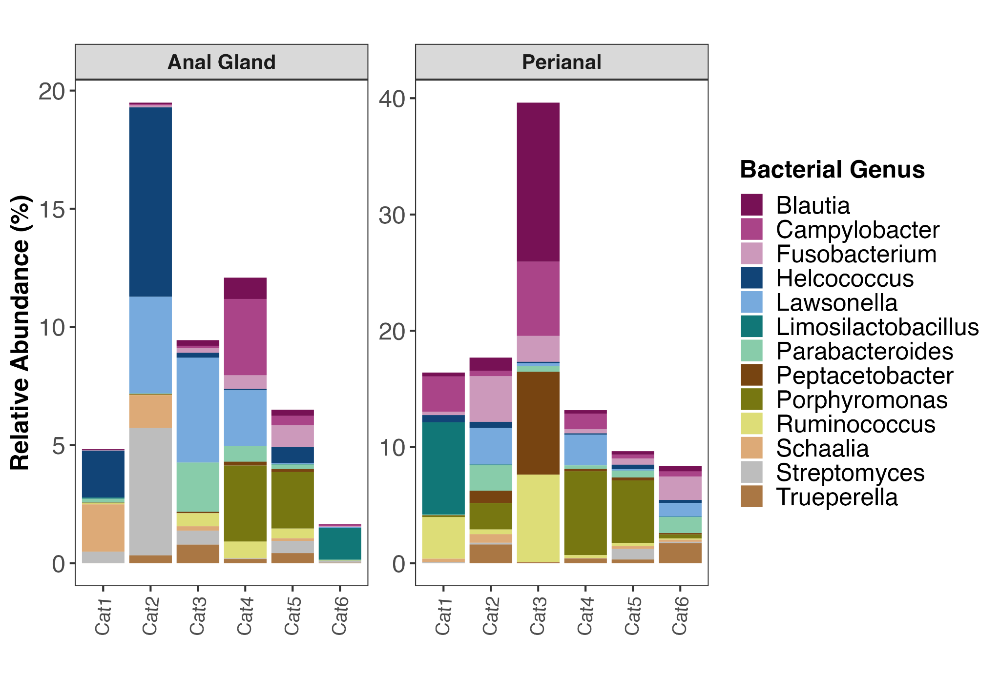 Anal Gland
Perianal
Relative Abundance (%)
20
15
10
5
0
40
30
20
10
0
Cat1
Cat2
Cat3
Cat4
Cat5
Cat6
Cat1
Cat2
Cat3
Cat4
Cat5
Cat6
Bacterial Genus
Blautia
Campylobacter
Fusobacterium
Helcococcus
Lawsonella
Limosilactobacillus
Parabacteroides
Peptacetobacter
Porphyromonas
Ruminococcus
Schaalia
Streptomyces
Trueperella